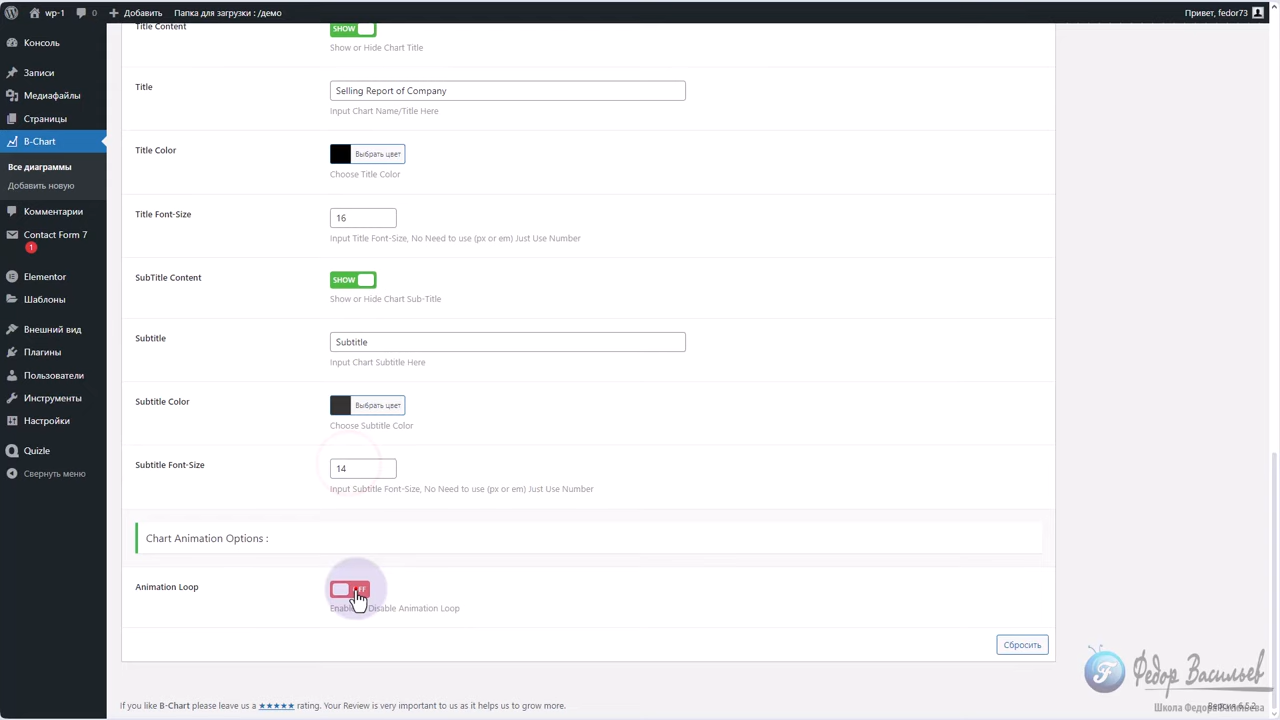 wp-1
0
Добавить
Папка для загрузки : /демо
Привет, fedor73
Консоль
Записи
Медиафайлы
Страницы
B-Chart
Все диаграммы
Добавить новую
Комментарии
Contact Form 7
1
Elementor
Шаблоны
Внешний вид
Плагины
Пользователи
Инструменты
Настройки
Quizle
Свернуть меню
Title Content
SHOW
Show or Hide Chart Title
Title
Selling Report of Company
Input Chart Name/Title Here
Title Color
Выбрать цвет
Choose Title Color
Title Font-Size
16
Input Title Font-Size, No Need to use (px or em) Just Use Number
SubTitle Content
SHOW
Show or Hide Chart Sub-Title
Subtitle
Subtitle
Input Chart Subtitle Here
Subtitle Color
Выбрать цвет
Choose Subtitle Color
Subtitle Font-Size
14
Input Subtitle Font-Size, No Need to use (px or em) Just Use Number
Chart Animation Options :
Animation Loop
Disable Animation Loop
Сбросить
If you like B-Chart please leave us a ★★★★★ rating. Your Review is very important to us as it helps us to grow more.
Федор Васильев
Школа Федора Васильева